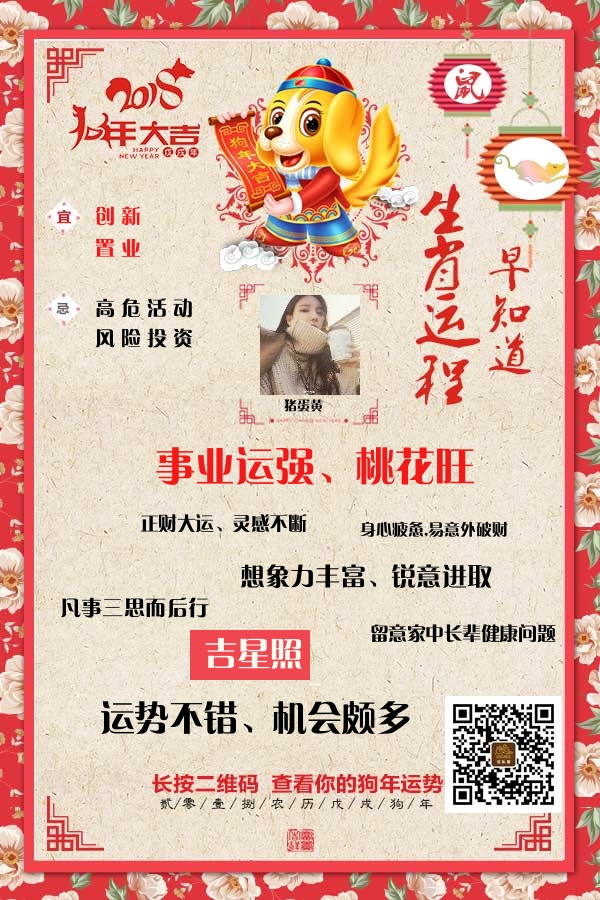 2018
狗年大吉
HAPPY
NEW YEAR
戊戌年
狗年大吉
鼠
宜
创新
置业
忌
高危活动
风险投资
生肖运程
早知道
猪蛋黄
HAPPY CHINESE NEW YEAR
事业运强、桃花旺
正财大运、灵感不断
身心疲惫,易意外破财
想象力丰富、锐意进取
凡事三思而后行
留意家中长辈健康问题
吉星照
运势不错、机会颇多
长按二维码 查看你的狗年运势
贰/零/壹/捌/农/历/戊/戌/狗/年